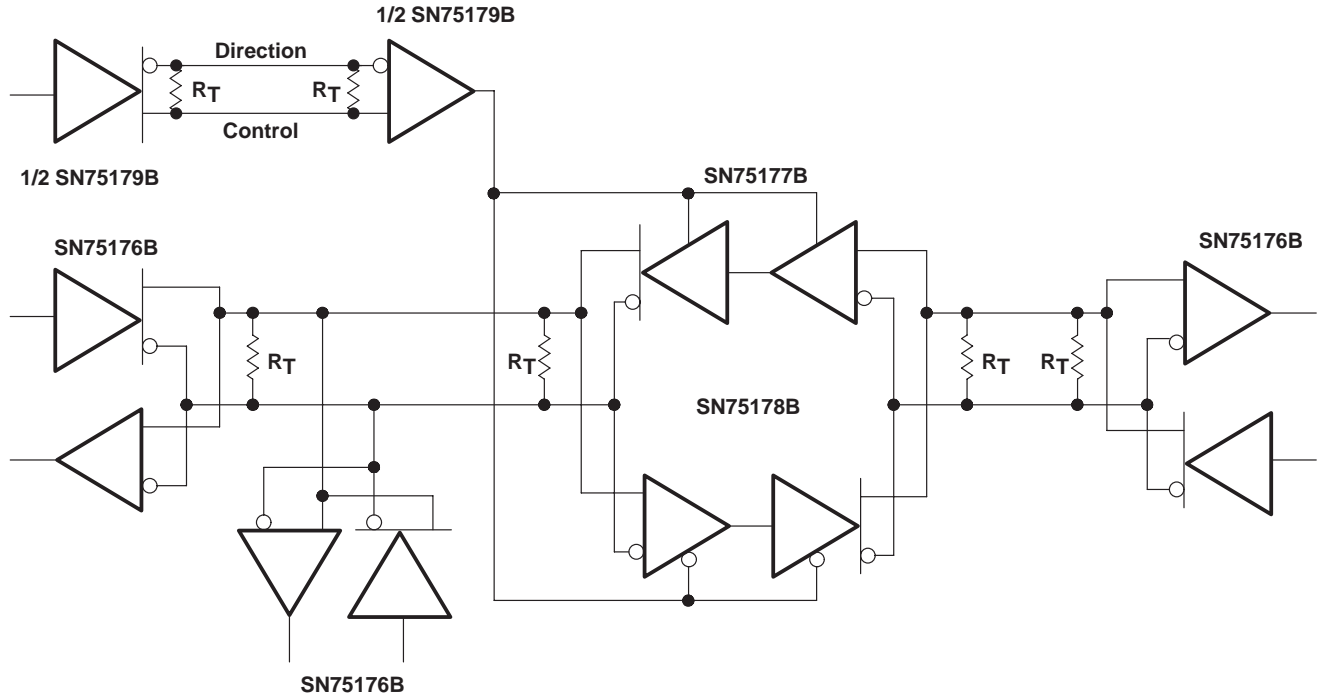 1/2 SN75179B
Direction
RT
RT
Control
1/2 SN75179B
SN75177B
SN75176B
SN75176B
RT
RT
RT
RT
SN75178B
SN75176B